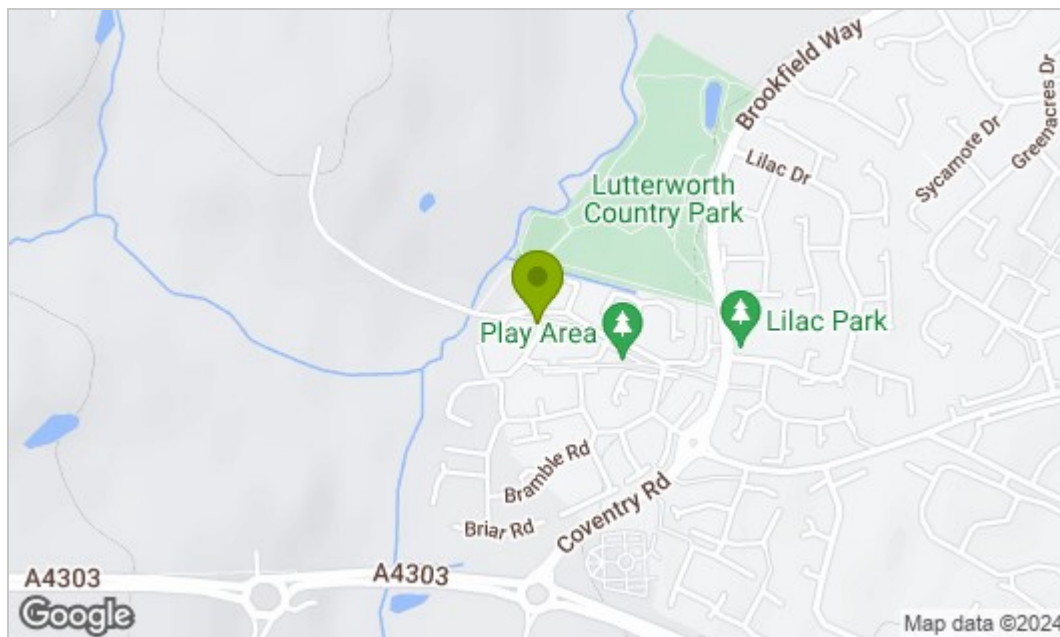 Brookfield Way
Greenacres Dr
Sycamore Dr
Lilac Dr
Lutterworth
Country Park
Play Area
Lilac Park
Bramble Rd
Briar Rd
Coventry Rd
A4303
A4303
Google
Map data ©2024